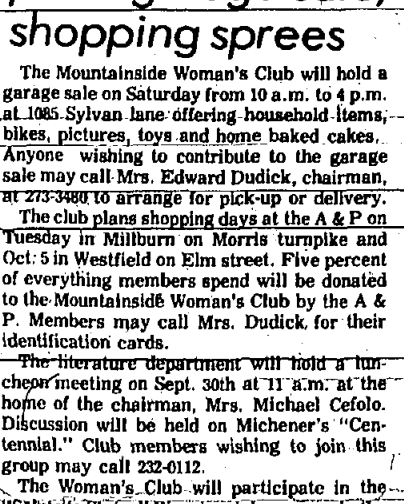 shopping sprees
The Mountainside Woman's Club will hold a
garage sale on Saturday from 10 a.m. to 4 p.m.
at 1085 Sylvan lane offering household items,
bikes, pictures, toys and home baked cakes.
Anyone wishing to contribute to the garage
sale may call Mrs. Edward Dudick, chairman,
at 273-3480 to arrange for pick-up or delivery.
The club plans shopping days at the A & P on
Tuesday in Millburn on Morris turnpike and
Oct. 5 in Westfield on Elm street. Five percent
of everything members spend will be donated
to the Mountainside Woman's Club by the A &
P. Members may call Mrs. Dudick for their
identification cards.
The literature department will hold a lun-
cheon meeting on Sept. 30th at 11 a.m. at the
home of the chairman, Mrs. Michael Cefolo.
Discussion will be held on Michener's "Cen-
tennial." Club members wishing to join this
group may call 232-0112.
The Woman's Club will participate in the